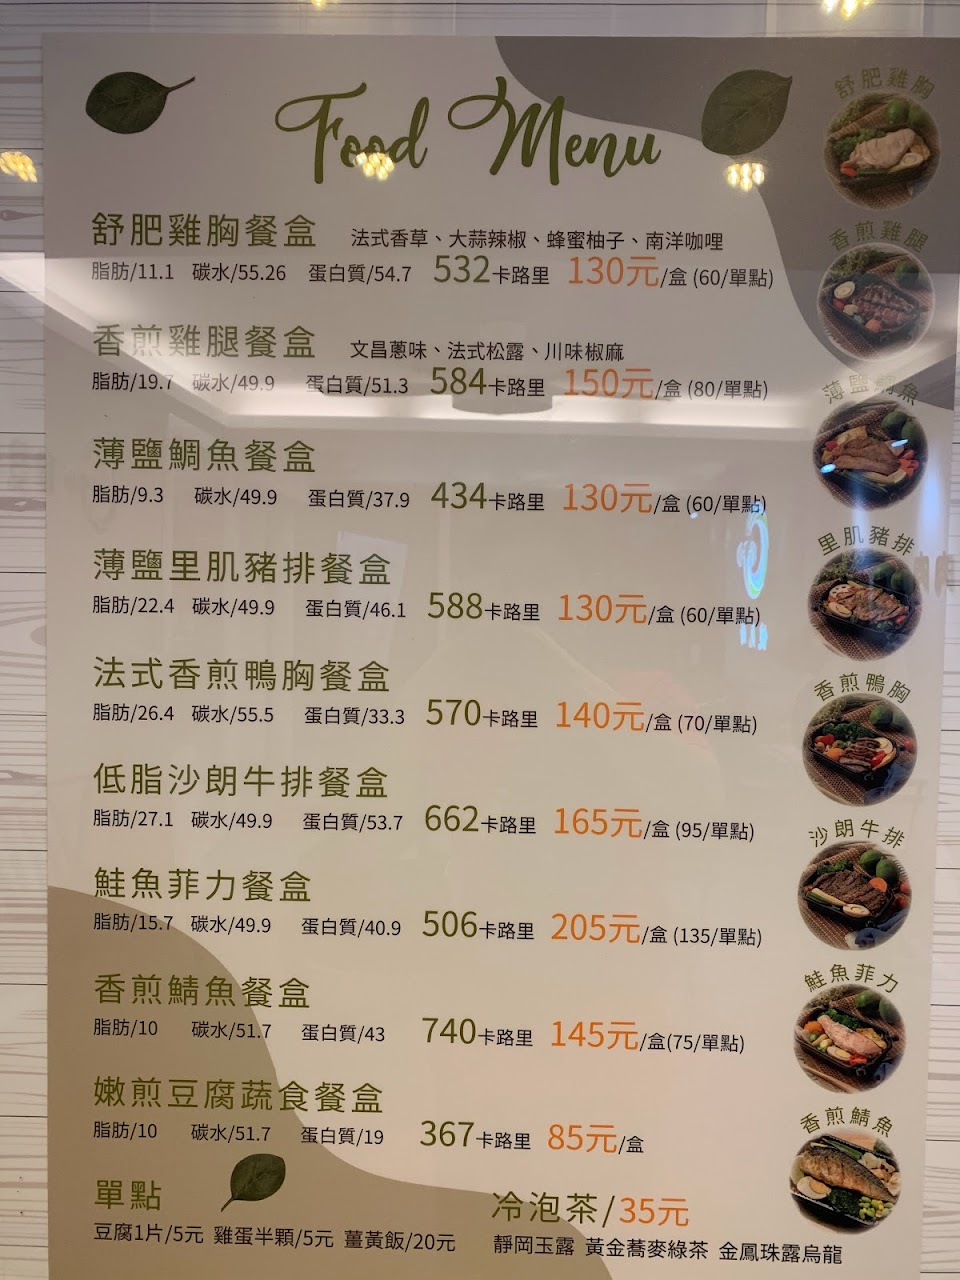 Food Menu
舒肥雞胸餐盒 法式香草、大蒜辣椒、蜂蜜柚子、南洋咖哩
脂肪/11.1 碳水/55.26 蛋白質/54.7 532卡路里 130元/盒 (60/單點)
香煎雞腿餐盒 文昌蔥味、法式松露、川味椒麻
脂肪/19.7 碳水/49.9 蛋白質/51.3 584卡路里 150元/盒 (80/單點)
薄鹽鯛魚餐盒
脂肪/9.3 碳水/49.9 蛋白質/37.9 434卡路里 130元/盒 (60/單點)
薄鹽里肌豬排餐盒
脂肪/22.4 碳水/49.9 蛋白質/46.1 588卡路里 130元/盒 (60/單點)
法式香煎鴨胸餐盒
脂肪/26.4 碳水/55.5 蛋白質/33.3 570卡路里 140元/盒 (70/單點)
低脂沙朗牛排餐盒
脂肪/27.1 碳水/49.9 蛋白質/53.7 662卡路里 165元/盒 (95/單點)
鮭魚菲力餐盒
脂肪/15.7 碳水/49.9 蛋白質/40.9 506卡路里 205元/盒 (135/單點)
香煎鯖魚餐盒
脂肪/10 碳水/51.7 蛋白質/43 740卡路里 145元/盒(75/單點)
嫩煎豆腐蔬食餐盒
脂肪/10 碳水/51.7 蛋白質/19 367卡路里 85元/盒
單點
豆腐1片/5元 雞蛋半顆/5元 薑黃飯/20元
冷泡茶/35元
靜岡玉露 黃金蕎麥綠茶 金鳳珠露烏龍
舒肥雞胸
香煎雞腿
薄鹽鯛魚
里肌豬排
香煎鴨胸
沙朗牛排
鮭魚菲力
香煎鯖魚